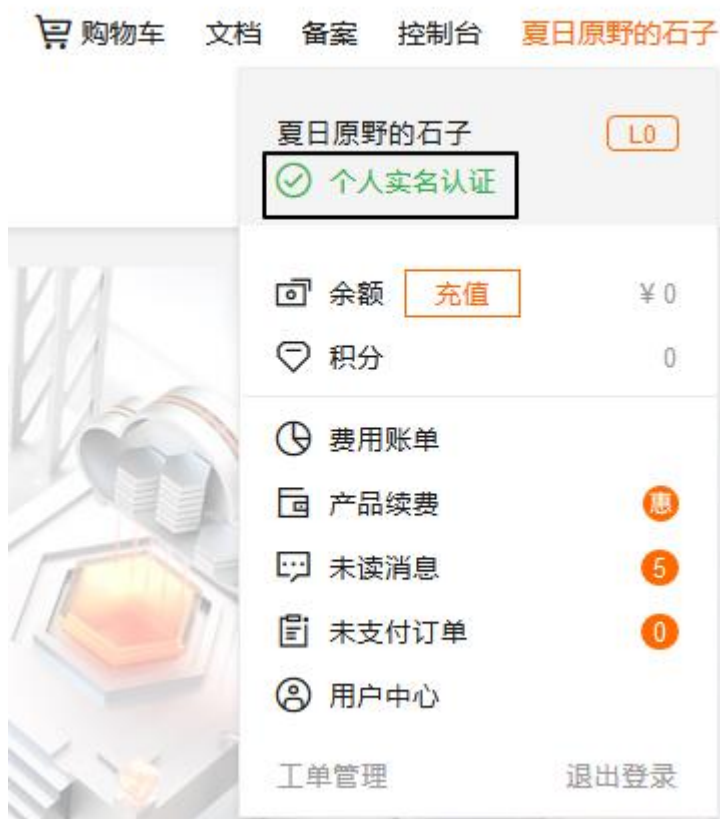 购物车 文档 备案 控制台 夏日原野的石子
夏日原野的石子 L0
个人实名认证
余额 充值 ¥ 0
积分 0
费用账单
产品续费 惠
未读消息 5
未支付订单 0
用户中心
工单管理 退出登录